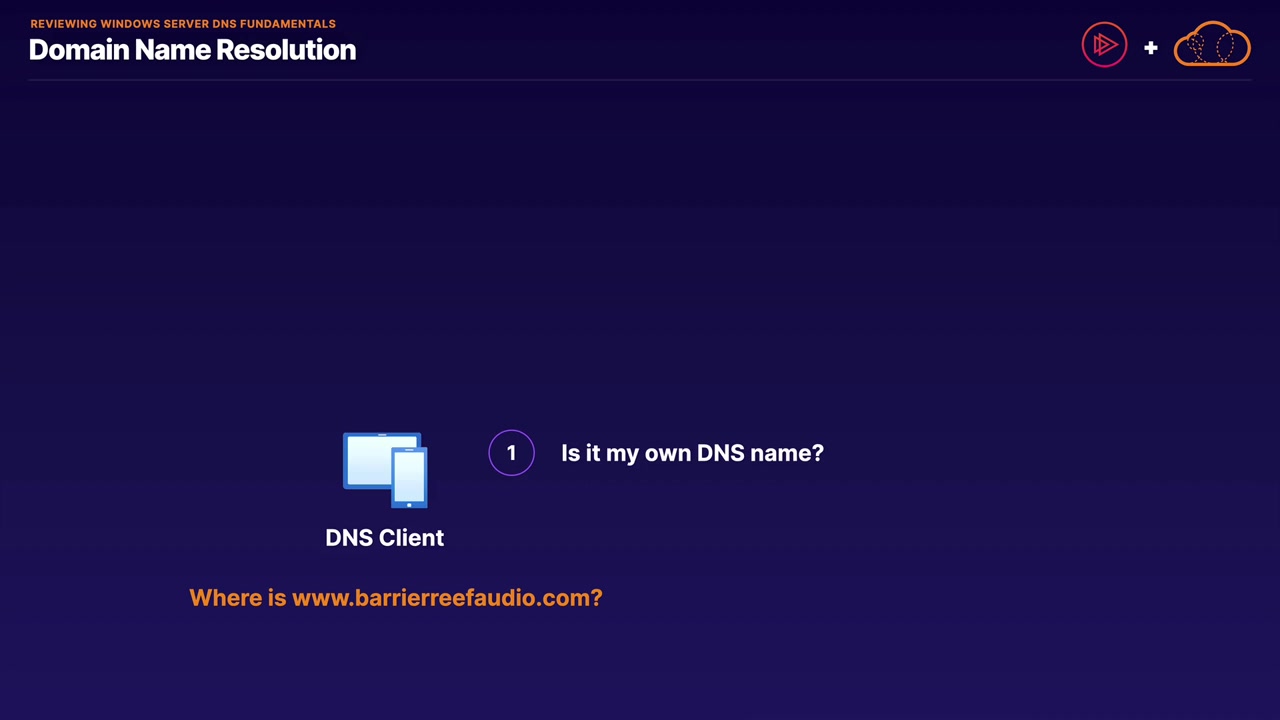 REVIEWING WINDOWS SERVER DNS FUNDAMENTALS
Domain Name Resolution
+
1
Is it my own DNS name?
DNS Client
Where is www.barrierreefaudio.com?